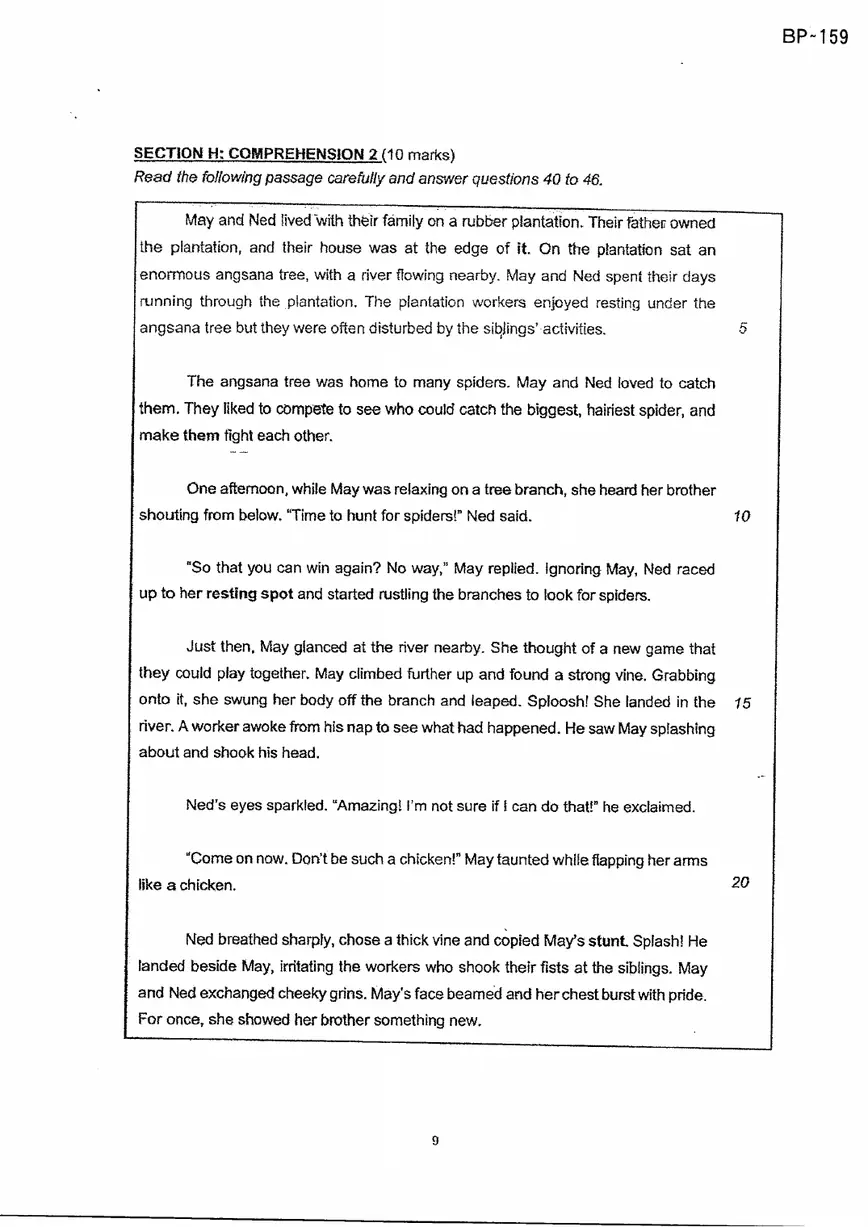 BP-159
SECTION H: COMPREHENSION 2 (10 marks)
Read the following passage carefully and answer questions 40 to 46.
May and Ned lived with their family on a rubber plantation. Their father owned
the plantation, and their house was at the edge of it. On the plantation sat an
enormous angsana tree, with a river flowing nearby. May and Ned spent their days
running through the plantation. The plantation workers enjoyed resting under the
angsana tree but they were often disturbed by the siblings' activities. 5
The angsana tree was home to many spiders. May and Ned loved to catch
them. They liked to compete to see who could catch the biggest, hairiest spider, and
make them fight each other.
One afternoon, while May was relaxing on a tree branch, she heard her brother
shouting from below. "Time to hunt for spiders!" Ned said. 10
"So that you can win again? No way," May replied. Ignoring May, Ned raced
up to her resting spot and started rustling the branches to look for spiders.
Just then, May glanced at the river nearby. She thought of a new game that
they could play together. May climbed further up and found a strong vine. Grabbing
onto it, she swung her body off the branch and leaped. Sploosh! She landed in the 15
river. A worker awoke from his nap to see what had happened. He saw May splashing
about and shook his head.
Ned's eyes sparkled. "Amazing! I'm not sure if I can do that!" he exclaimed.
"Come on now. Don't be such a chicken!" May taunted while flapping her arms
like a chicken. 20
Ned breathed sharply, chose a thick vine and copied May's stunt. Splash! He
landed beside May, irritating the workers who shook their fists at the siblings. May
and Ned exchanged cheeky grins. May's face beamed and her chest burst with pride.
For once, she showed her brother something new.
9